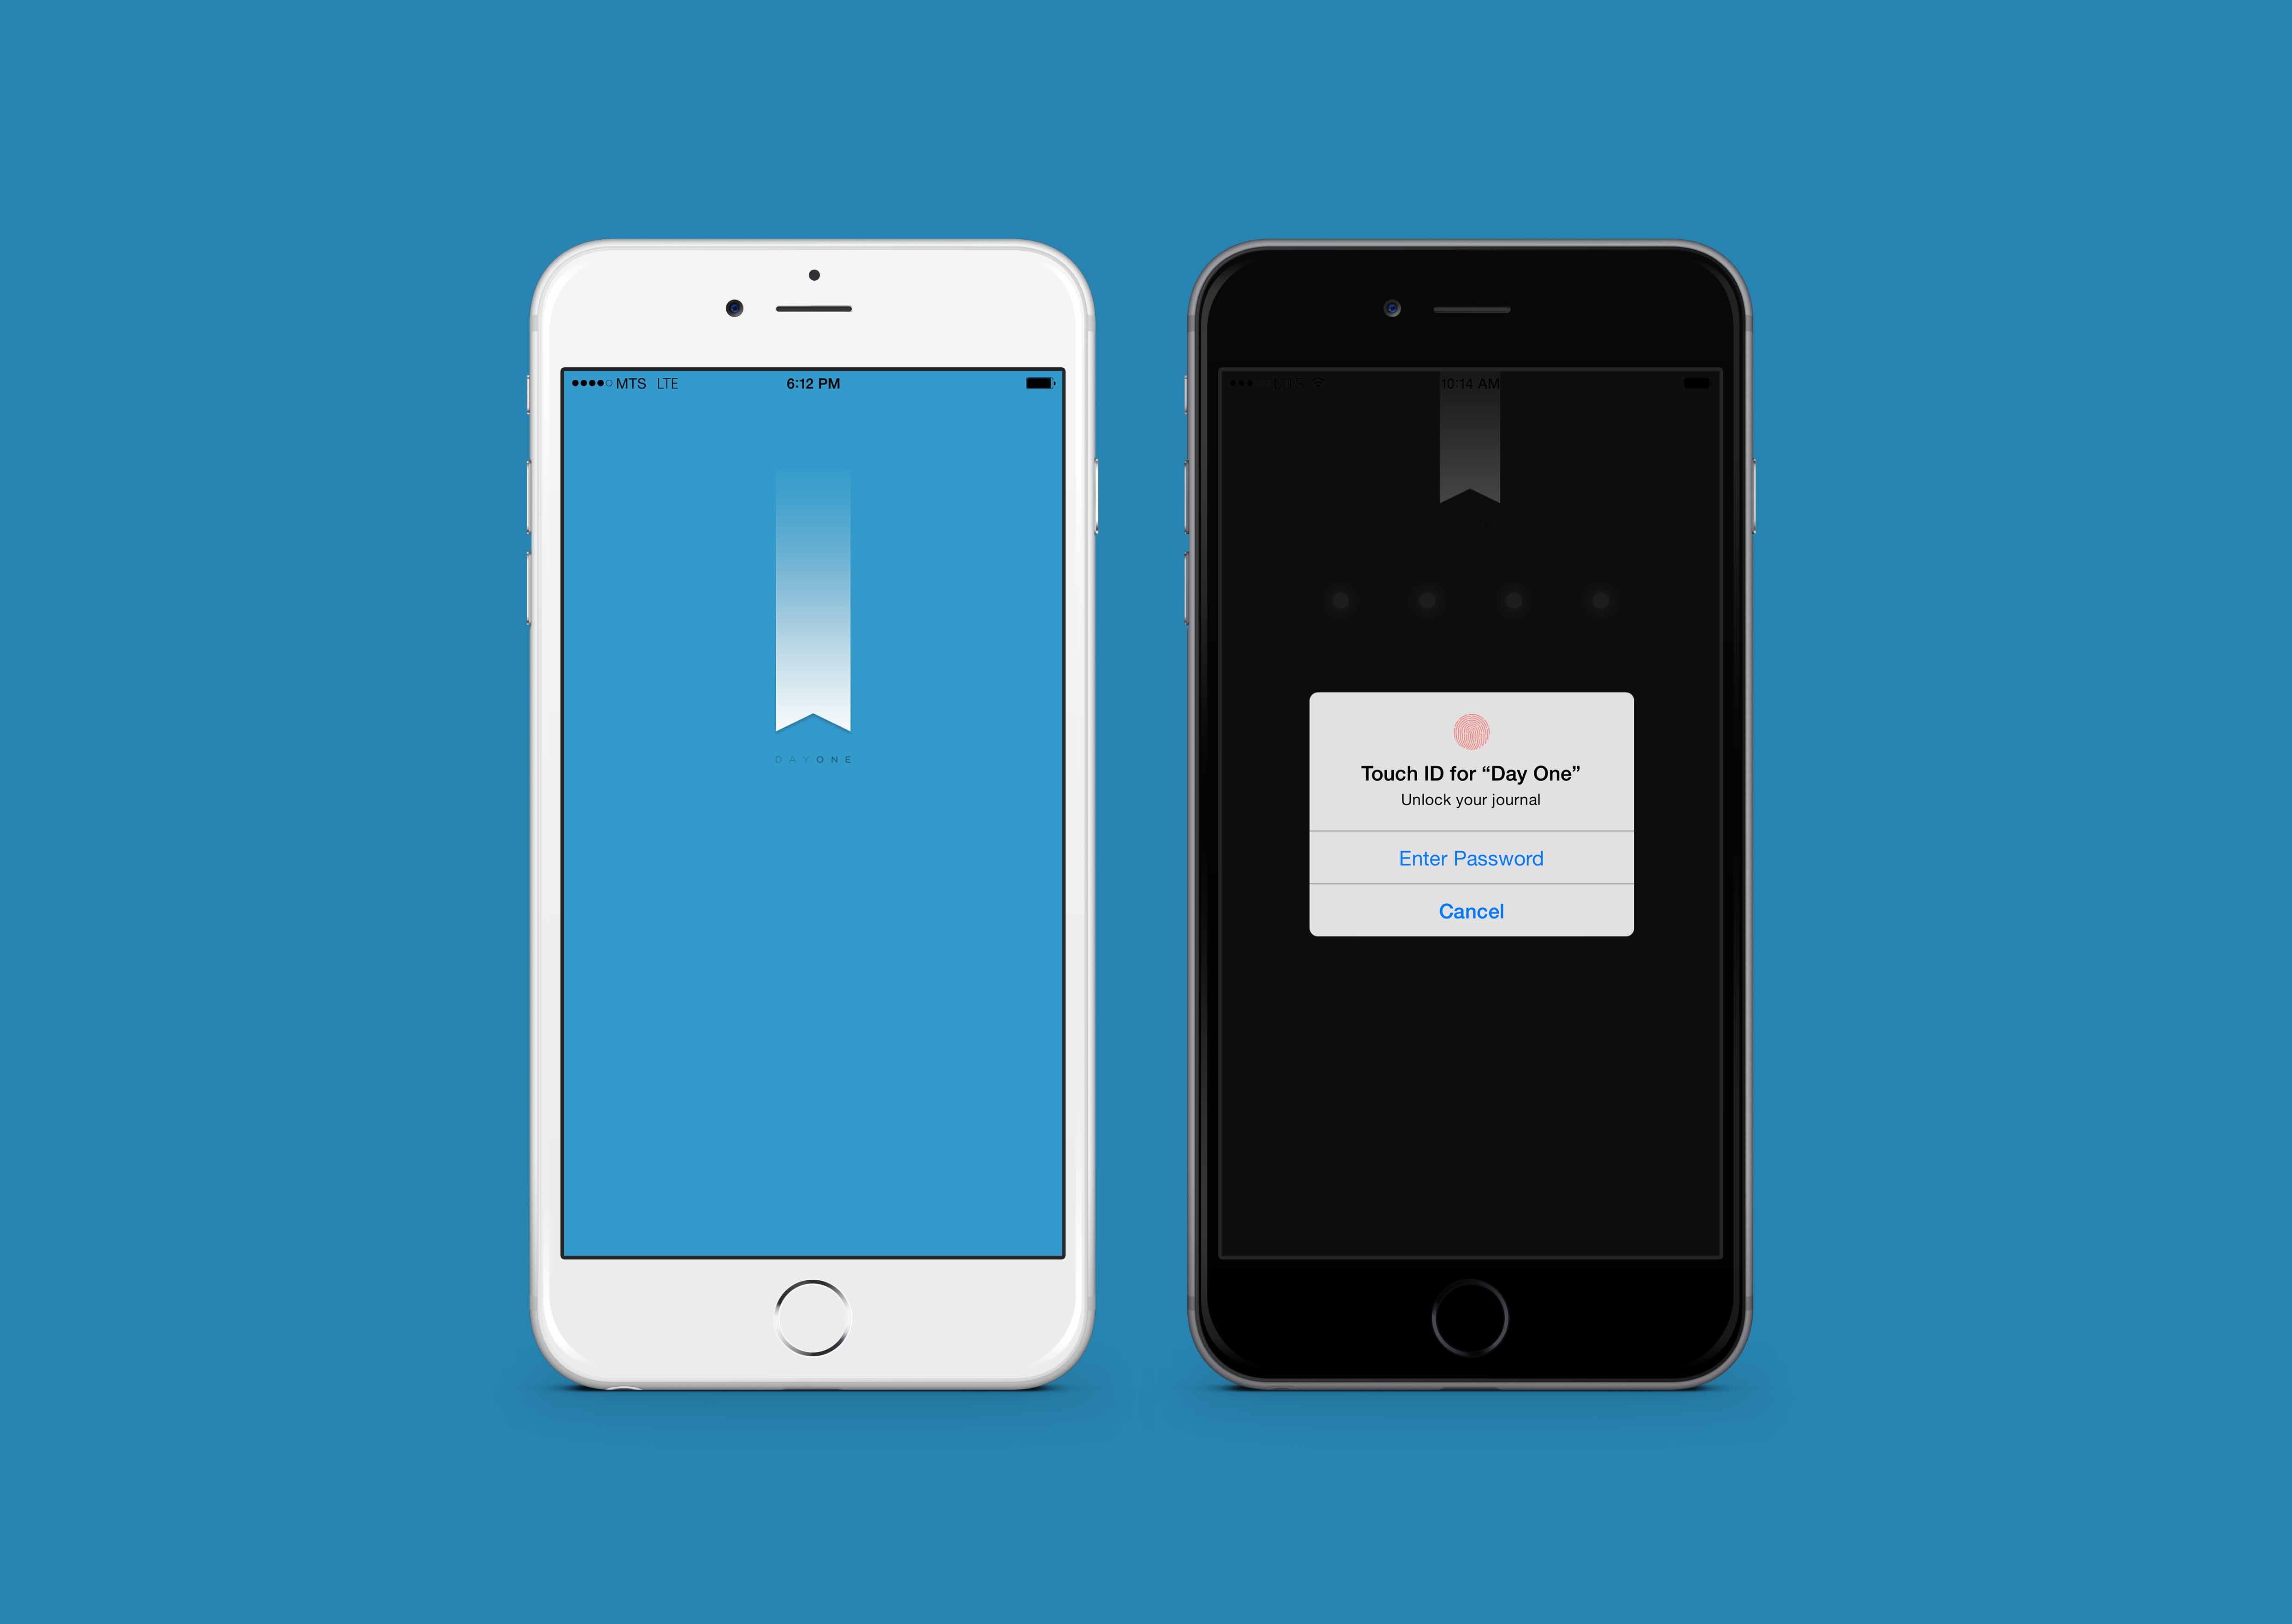 MTS LTE 6:12 PM
DAYONE
MTS 10:14 AM
Touch ID for “Day One”
Unlock your journal
Enter Password
Cancel